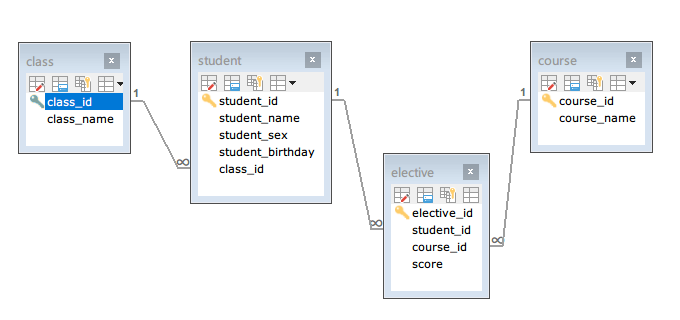 class
class_id
class_name
student
student_id
student_name
student_sex
student_birthday
class_id
course
course_id
course_name
elective
elective_id
student_id
course_id
score
1
∞
1
∞
1
∞